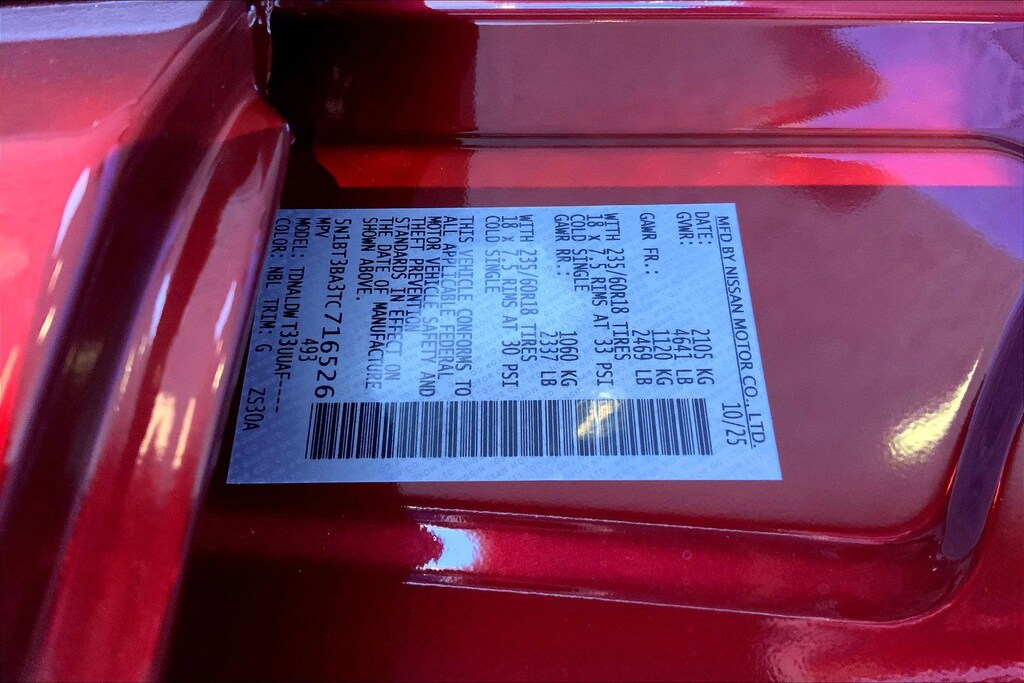 MFD BY NISSAN MOTOR CO., LTD.
DATE: 10/25
GVWR: 2105 KG
4641 LB
GAWR FR.: 1120 KG
2469 LB
WITH 235/60R18 TIRES
18 X 7.5 RIMS AT 33 PSI
COLD SINGLE
GAWR RR.: 1060 KG
2337 LB
WITH 235/60R18 TIRES
18 X 7.5 RIMS AT 30 PSI
COLD SINGLE
THIS VEHICLE CONFORMS TO
ALL APPLICABLE FEDERAL
MOTOR VEHICLE SAFETY AND
THEFT PREVENTION
STANDARDS IN EFFECT ON
THE DATE OF MANUFACTURE
SHOWN ABOVE.
5N1BT3BA3TC716526
MPV 493
MODEL: TDNALDW T33UUAF----
COLOR: NBL TRIM: G ZS30A